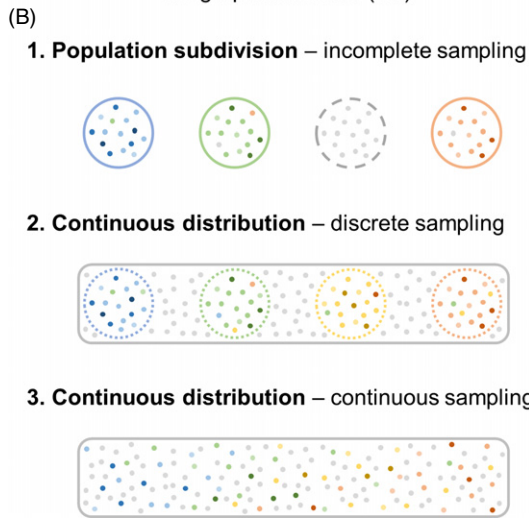 (B)
1. Population subdivision – incomplete sampling
2. Continuous distribution – discrete sampling
3. Continuous distribution – continuous sampling